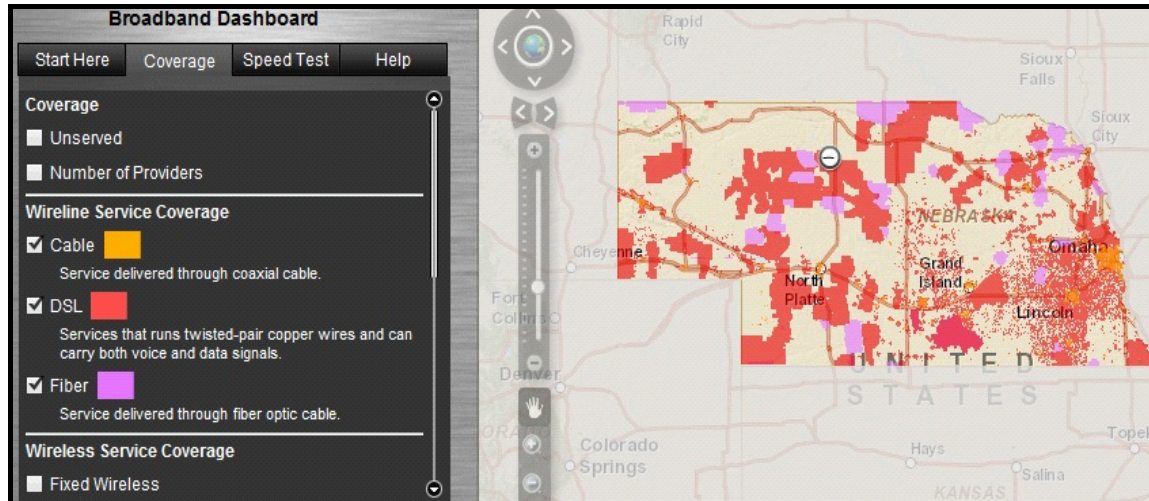 Broadband Dashboard
Start Here
Coverage
Speed Test
Help
Coverage
Unserved
Number of Providers
Wireline Service Coverage
Cable
Service delivered through coaxial cable.
DSL
Services that runs twisted-pair copper wires and can
carry both voice and data signals.
Fiber
Service delivered through fiber optic cable.
Wireless Service Coverage
Fixed Wireless
Rapid
City
Sioux
Falls
Sioux
City
NEBRASKA
Omaha
Cheyenne
Grand
Island
North
Platte
Lincoln
Fort
Collins
UNITED
STATES
Denver
Colorado
Springs
Hays
Salina
Topek
KANSAS